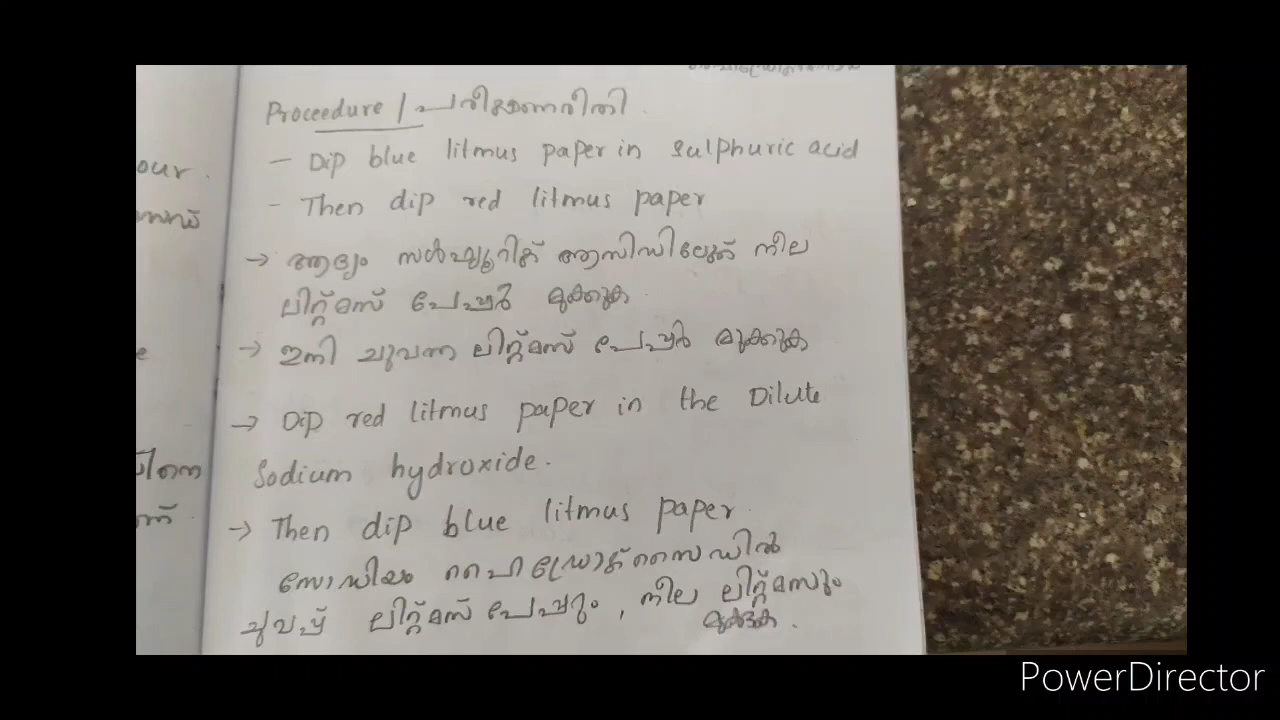 Proceedure / പരീക്ഷണരീതി.
our.
- Dip blue litmus paper in Sulphuric acid
- Then dip red litmus paper
→ ആദ്യം സൾഫ്യൂറിക് ആസിഡിലേക്ക് നീല
ലിറ്റ്മസ് പേപ്പർ മുക്കുക.
→ ഇനി ചുവന്ന ലിറ്റ്മസ് പേപ്പർ മുക്കുക
e
→ Dip red litmus paper in the Dilute
Sodium hydroxide.
→ Then dip blue litmus paper.
സോഡിയം ഹൈഡ്രോക്സൈഡിൽ
ചുവപ്പ് ലിറ്റ്മസ് പേപ്പറും, നീല ലിറ്റ്മസും
മുക്കുക.
PowerDirector